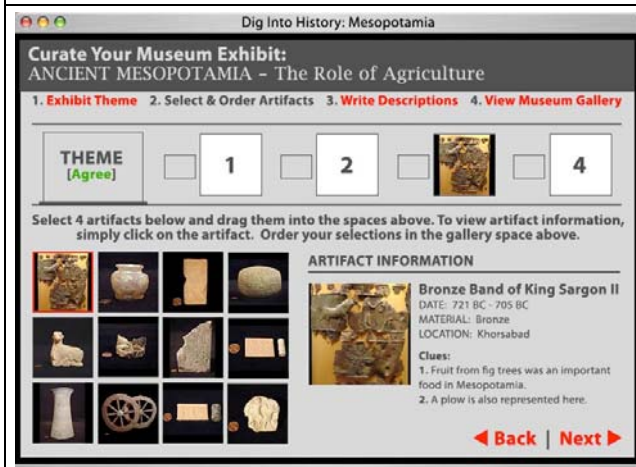 Dig Into History: Mesopotamia
Curate Your Museum Exhibit:
ANCIENT MESOPOTAMIA – The Role of Agriculture
1. Exhibit Theme 2. Select & Order Artifacts 3. Write Descriptions 4. View Museum Gallery
THEME
[Agree]
1
2
4
Select 4 artifacts below and drag them into the spaces above. To view artifact information,
simply click on the artifact. Order your selections in the gallery space above.
ARTIFACT INFORMATION
Bronze Band of King Sargon II
DATE: 721 BC - 705 BC
MATERIAL: Bronze
LOCATION: Khorsabad
Clues:
1. Fruit from fig trees was an important
food in Mesopotamia.
2. A plow is also represented here.
Back | Next